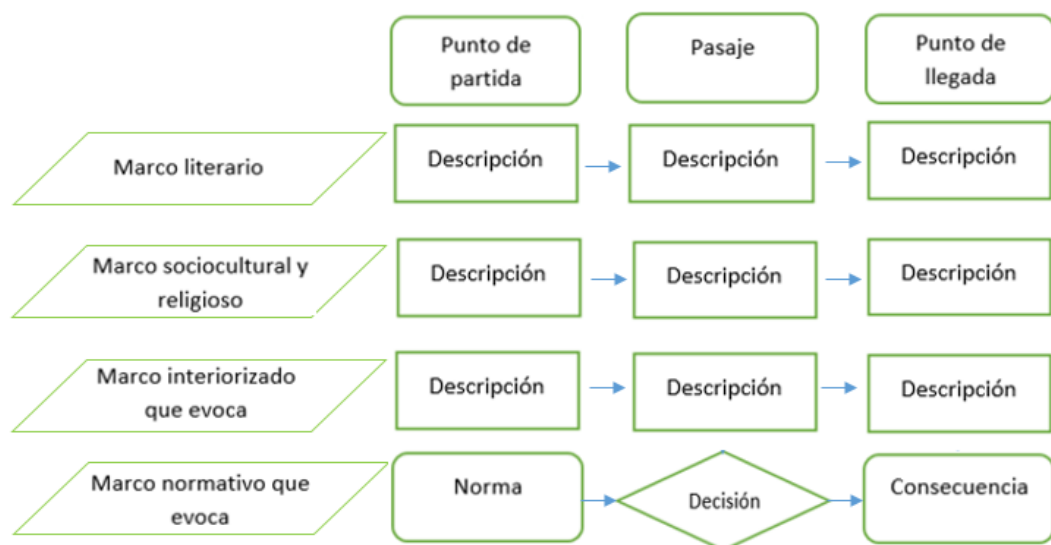 Punto de
partida
Pasaje
Punto de
llegada
Marco literario
Descripción
Descripción
Descripción
Marco sociocultural y
religioso
Descripción
Descripción
Descripción
Marco interiorizado
que evoca
Descripción
Descripción
Descripción
Marco normativo que
evoca
Norma
Decisión
Consecuencia